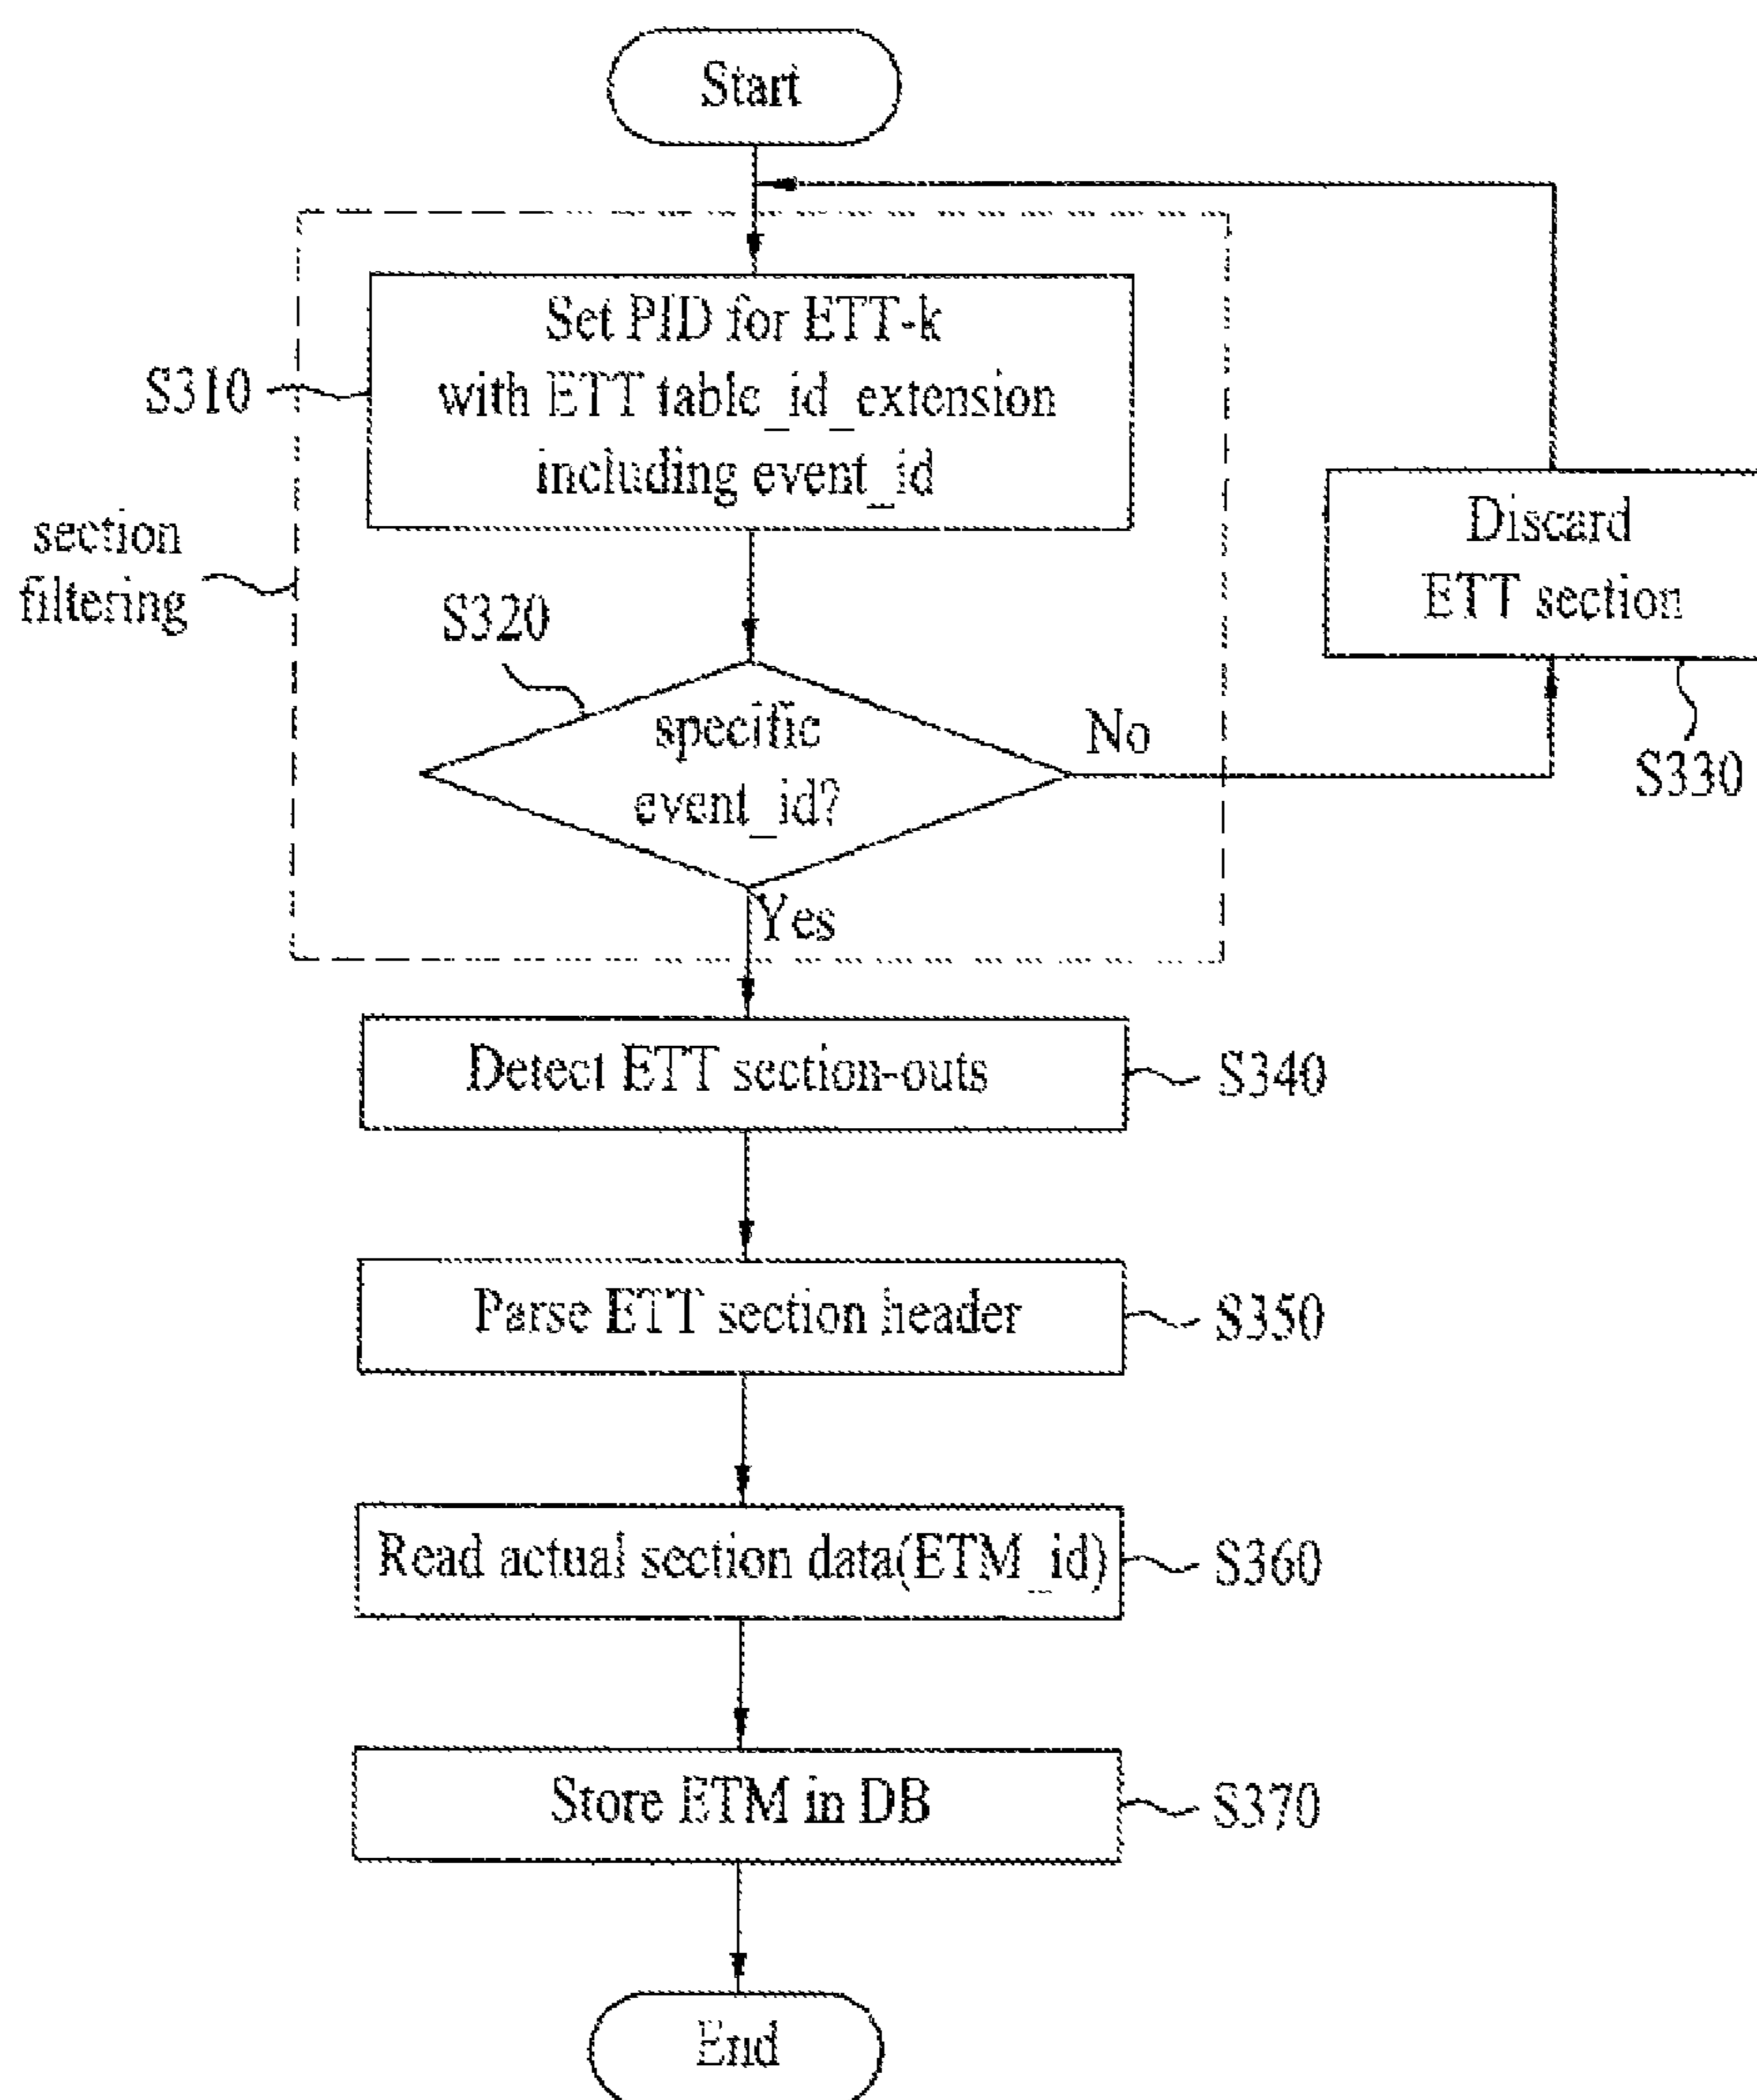 Start
Set PID for ETT-k
with ETT table_id_extension
including event_id
S310
section
filtering
Discard
ETT section
S320
specific
event_id?
No
S330
Yes
Detect ETT section-outs
S340
Parse ETT section header
S350
Read actual section data(ETM_id)
S360
Store ETM in DB
S370
End